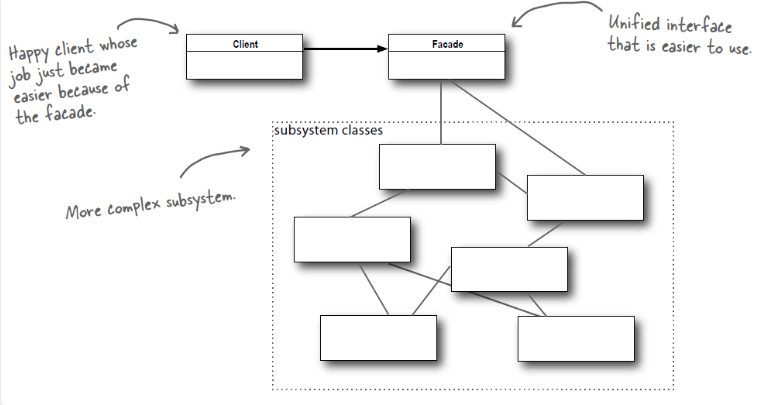 Happy client whose
job just became
easier because of
the facade.
Client
Facade
Unified interface
that is easier to use.
subsystem classes
More complex subsystem.